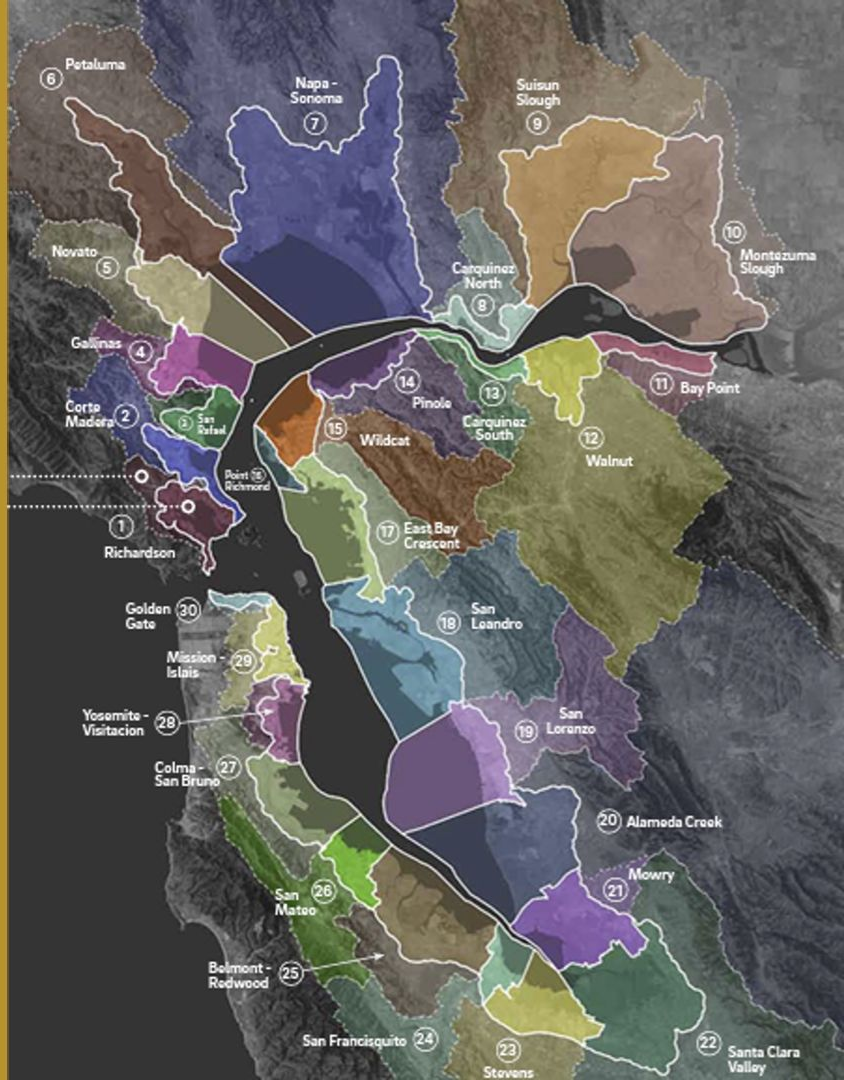 6
Petaluma
Napa -
Sonoma
7
Suisun
Slough
9
10
Montezuma
Slough
Novato
5
Carquinez
North
8
Gallinas
4
Corte
Madera
2
3
San
Rafael
14
Pinole
13
Carquinez
South
11
Bay Point
12
Walnut
15
Wildcat
Point
16
Richmond
1
Richardson
17
East Bay
Crescent
Golden
Gate
30
18
San
Leandro
Mission -
Islais
29
Yosemite -
Visitacion
28
19
San
Lorenzo
Colma -
San Bruno
27
20
Alameda Creek
21
Mowry
San
Mateo
26
Belmont -
Redwood
25
San Francisquito
24
23
Stevens
22
Santa Clara
Valley